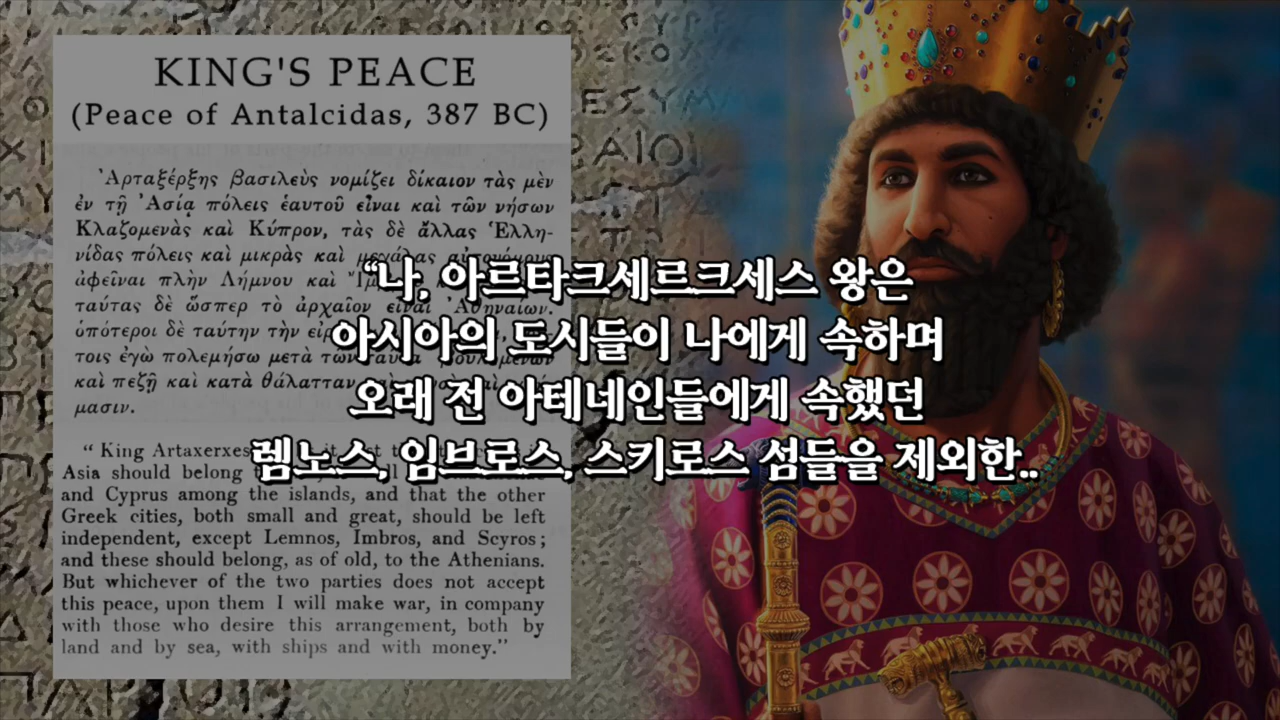 KING'S PEACE
(Peace of Antalcidas, 387 BC)
Ἀρταξέρξης βασιλεὺς νομίζει δίκαιον τὰς μὲν
ἐν τῇ Ἀσίᾳ πόλεις ἑαυτοῦ εἶναι καὶ τῶν νήσων
Κλαζομενὰς καὶ Κύπρον, τὰς δὲ ἄλλας Ἑλλη-
νίδας πόλεις καὶ μικρὰς καὶ
ἀφεῖναι πλὴν Λήμνου καὶ
ταύτας δὲ ὥσπερ τὸ ἀρχαῖον εἶναι Ἀθηναίων.
ὁπότεροι δὲ ταύτην τὴν
τοις ἐγὼ πολεμήσω μετὰ
καὶ πεζῇ καὶ κατὰ θάλατταν
μασιν.
“ King Artaxerxes
Asia should belong
and Cyprus among the islands, and that the other
Greek cities, both small and great, should be left
independent, except Lemnos, Imbros, and Scyros ;
and these should belong, as of old, to the Athenians.
But whichever of the two parties does not accept
this peace, upon them I will make war, in company
with those who desire this arrangement, both by
land and by sea, with ships and with money.”
“나, 아르타크세르크세스 왕은
아시아의 도시들이 나에게 속하며
오래 전 아테네인들에게 속했던
렘노스, 임브로스, 스키로스 섬들을 제외한..